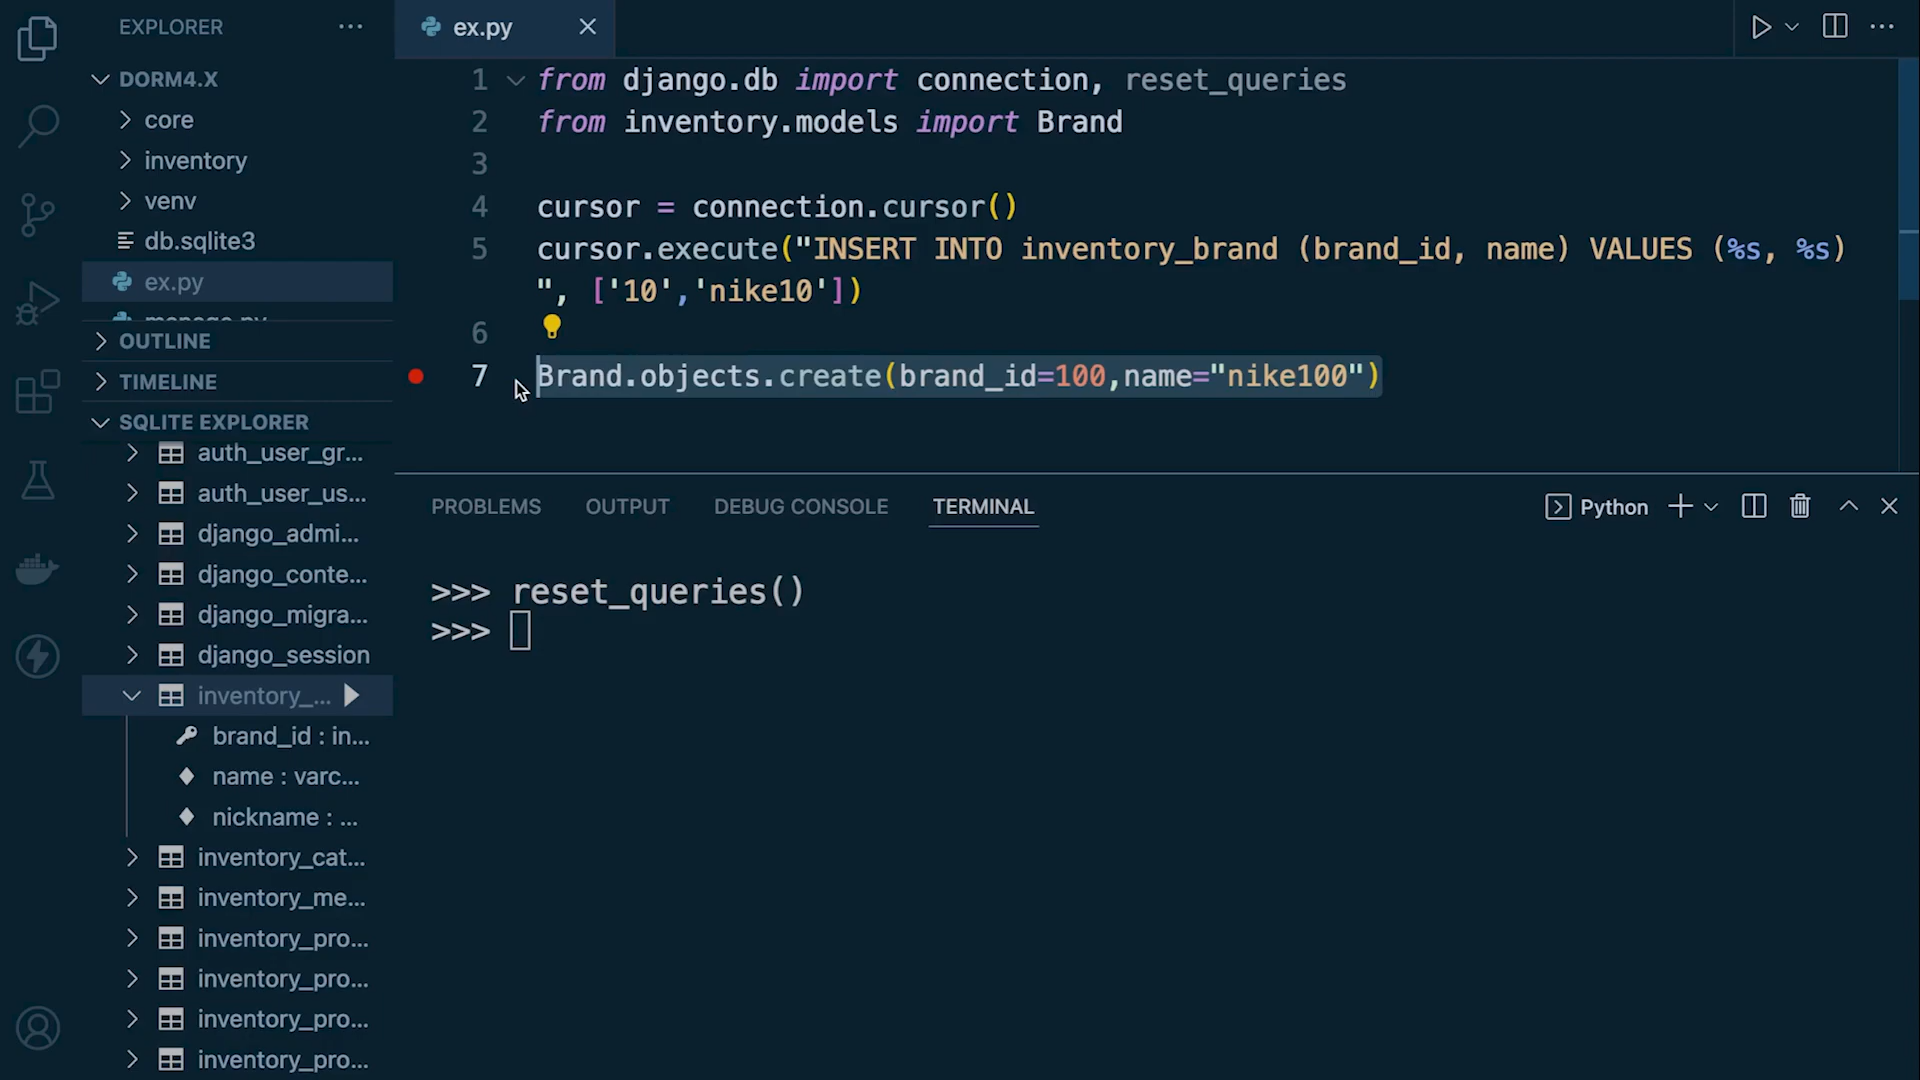 EXPLORER
DORM4.X
core
inventory
venv
db.sqlite3
ex.py
manage.py
OUTLINE
TIMELINE
SQLITE EXPLORER
auth_user_gr...
auth_user_us...
django_admi...
django_conte...
django_migra...
django_session
inventory_...
brand_id : in...
name : varc...
nickname : ...
inventory_cat...
inventory_me...
inventory_pro...
inventory_pro...
inventory_pro...
inventory_pro...
ex.py
1 from django.db import connection, reset_queries
2 from inventory.models import Brand
3
4 cursor = connection.cursor()
5 cursor.execute("INSERT INTO inventory_brand (brand_id, name) VALUES (%s, %s)
", ['10','nike10'])
6
7 Brand.objects.create(brand_id=100,name="nike100")
PROBLEMS OUTPUT DEBUG CONSOLE TERMINAL Python
>>> reset_queries()
>>>